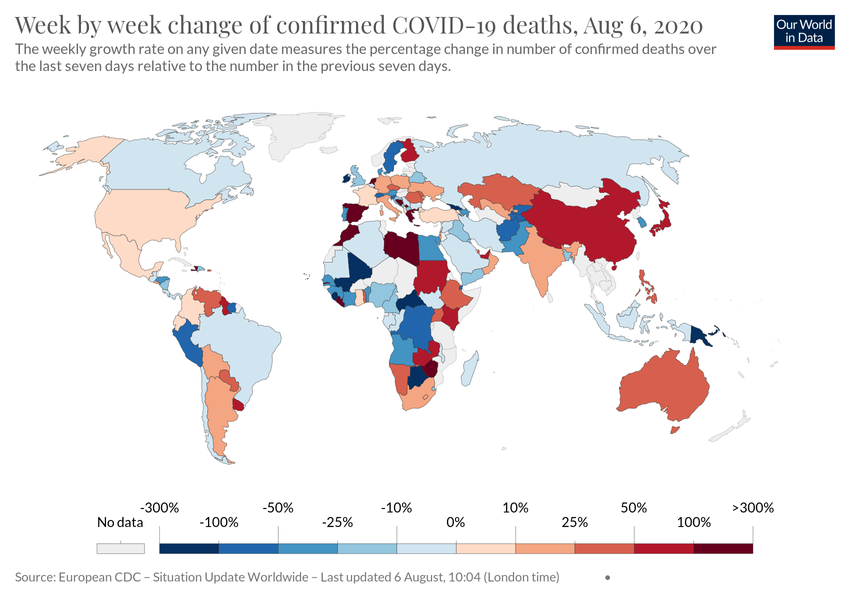 Week by week change of confirmed COVID-19 deaths, Aug 6, 2020
Our World
in Data
The weekly growth rate on any given date measures the percentage change in number of confirmed deaths over
the last seven days relative to the number in the previous seven days.
-300% -50% -10% 10% 50% >300%
No data -100% -25% 0% 25% 100%
Source: European CDC – Situation Update Worldwide – Last updated 6 August, 10:04 (London time)